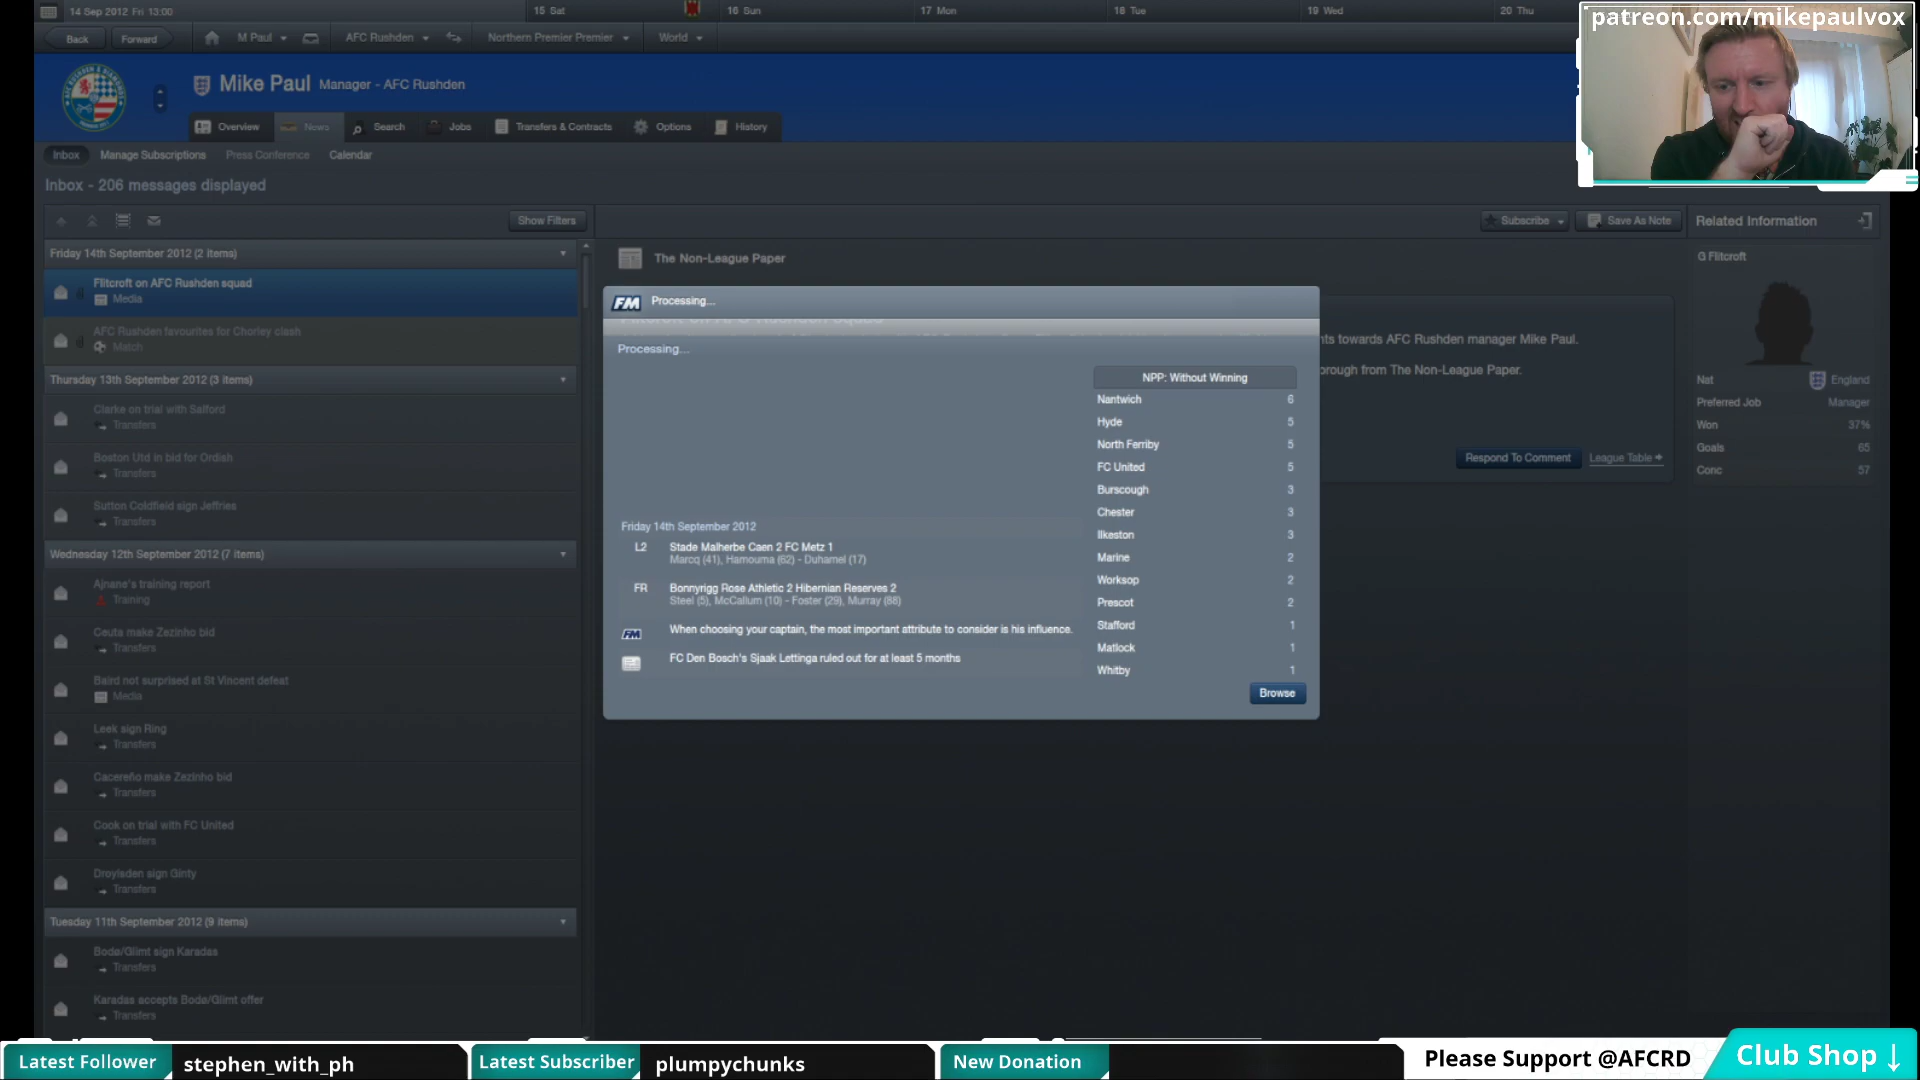 14 Sep 2012 Fri 13:00
15 Sat
16 Sun
17 Mon
18 Tue
19 Wed
20 Thu
patreon.com/mikepaulvox
Back
Forward
M Paul
AFC Rushden
Northern Premier Premier
World
Mike Paul Manager - AFC Rushden
Overview
News
Search
Jobs
Transfers & Contracts
Options
History
Inbox
Manage Subscriptions
Press Conference
Calendar
Inbox - 206 messages displayed
Show Filters
Subscribe
Save As Note
Related Information
Friday 14th September 2012 (2 items)
Flitcroft on AFC Rushden squad
Media
AFC Rushden favourites for Chorley clash
Match
Thursday 13th September 2012 (3 items)
Clarke on trial with Salford
Transfers
Boston Utd in bid for Ordish
Transfers
Sutton Coldfield sign Jeffries
Transfers
Wednesday 12th September 2012 (7 items)
Ajnane's training report
Training
Ceuta make Zezinho bid
Transfers
Baird not surprised at St Vincent defeat
Media
Leek sign Ring
Transfers
Cacereño make Zezinho bid
Transfers
Cook on trial with FC United
Transfers
Droylsden sign Ginty
Transfers
Tuesday 11th September 2012 (9 items)
Bodø/Glimt sign Karadas
Transfers
Karadas accepts Bodø/Glimt offer
Transfers
The Non-League Paper
FM Processing...
Processing...
NPP: Without Winning
Nantwich 6
Hyde 5
North Ferriby 5
FC United 5
Burscough 3
Chester 3
Ilkeston 3
Marine 2
Worksop 2
Prescot 2
Stafford 1
Matlock 1
Whitby 1
Friday 14th September 2012
L2 Stade Malherbe Caen 2 FC Metz 1
Marcq (41), Hamouma (62) - Duhamel (17)
FR Bonnyrigg Rose Athletic 2 Hibernian Reserves 2
Steel (5), McCallum (10) - Foster (29), Murray (88)
FM When choosing your captain, the most important attribute to consider is his influence.
FC Den Bosch's Sjaak Lettinga ruled out for at least 5 months
Browse
towards AFC Rushden manager Mike Paul.
from The Non-League Paper.
Respond To Comment
League Table
G Flitcroft
Nat England
Preferred Job Manager
Won 37%
Goals 65
Conc 57
Latest Follower
stephen_with_ph
Latest Subscriber
plumpychunks
New Donation
Please Support @AFCRD
Club Shop ↓